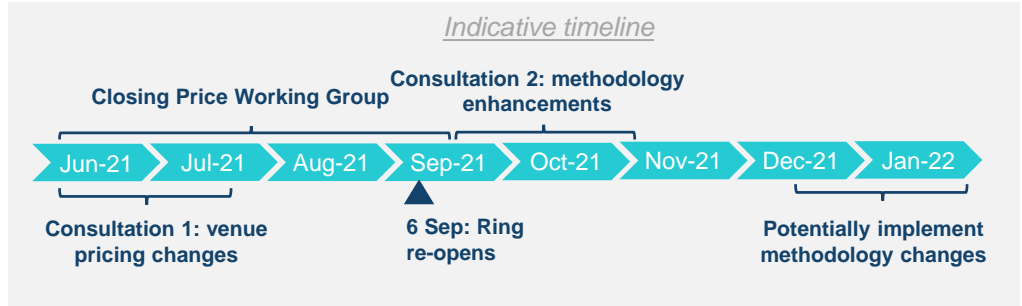 Indicative timeline
Closing Price Working Group
Consultation 2: methodology
enhancements
Jun-21
Jul-21
Aug-21
Sep-21
Oct-21
Nov-21
Dec-21
Jan-22
Consultation 1: venue
pricing changes
6 Sep: Ring
re-opens
Potentially implement
methodology changes